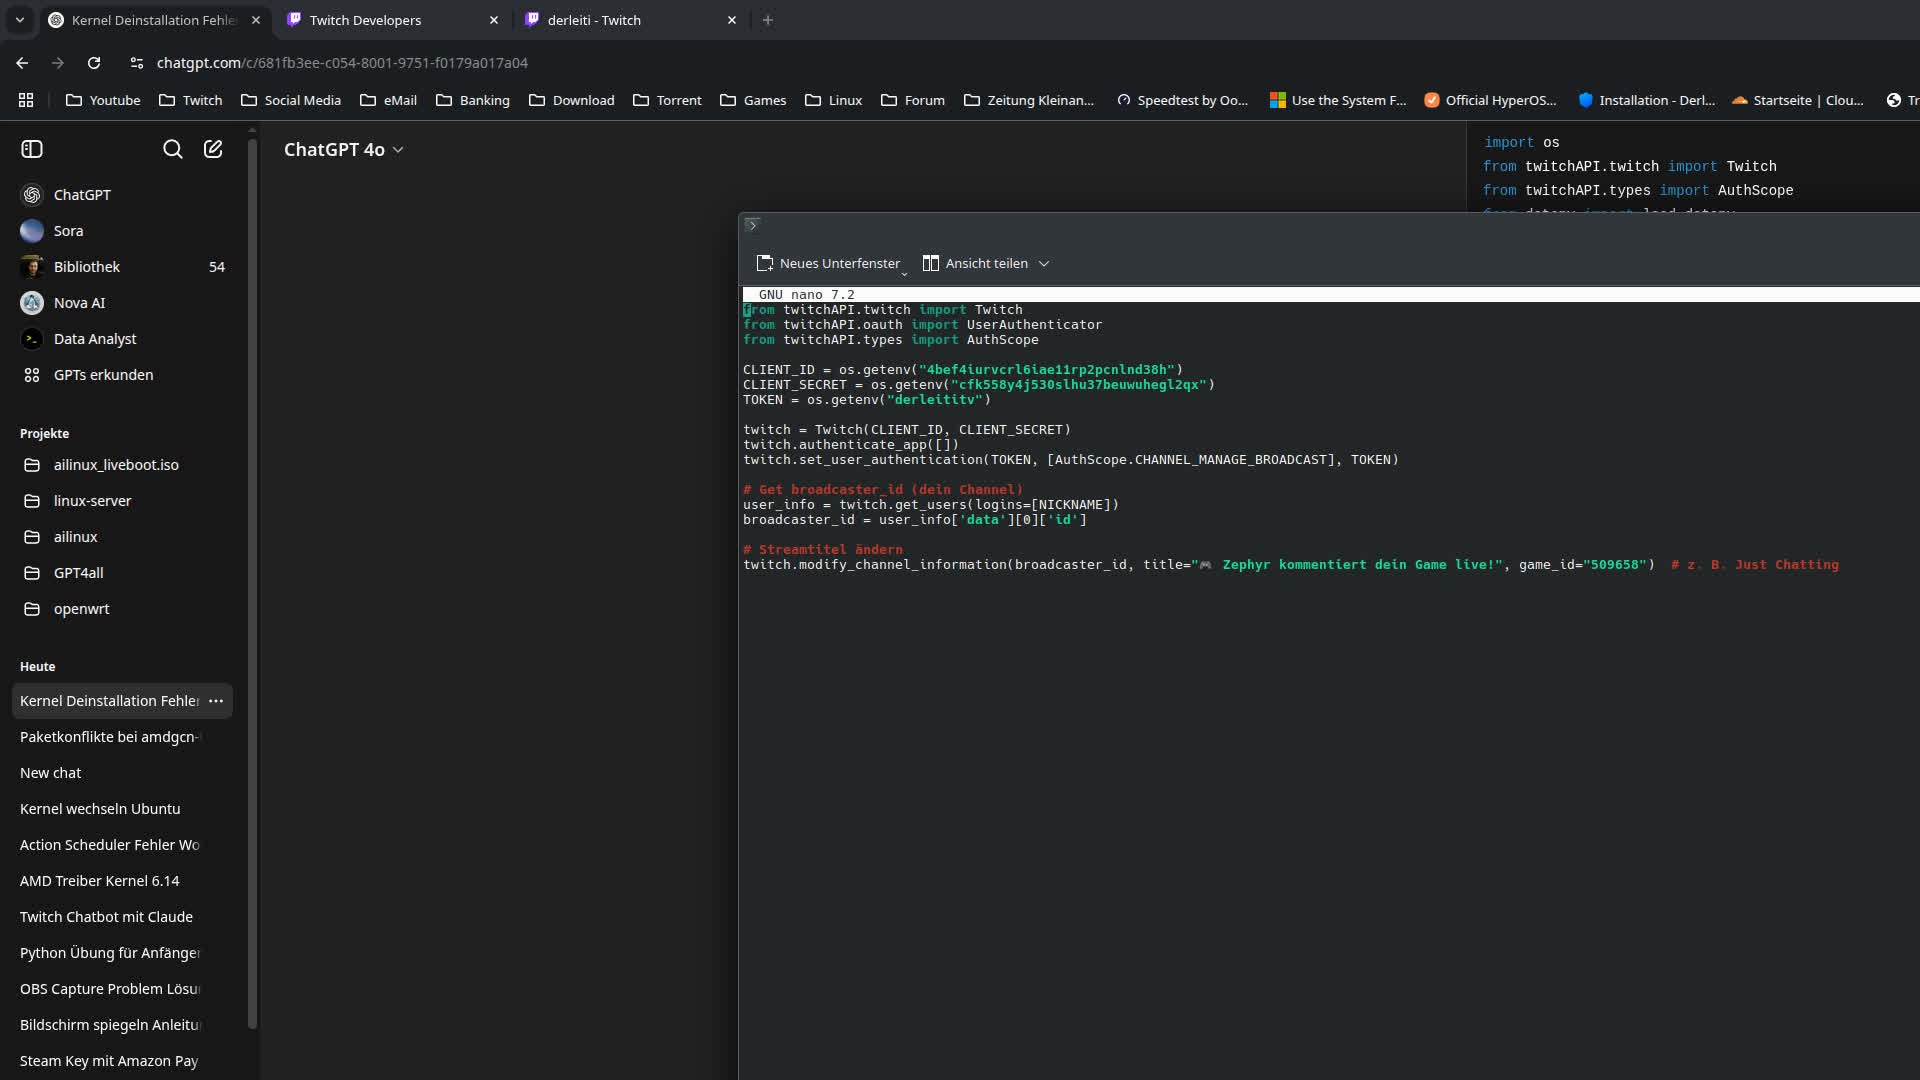 Kernel Deinstallation Fehle
Twitch Developers
derleiti - Twitch
chatgpt.com/c/681fb3ee-c054-8001-9751-f0179a017a04
Youtube
Twitch
Social Media
eMail
Banking
Download
Torrent
Games
Linux
Forum
Zeitung Kleinan...
Speedtest by Oo...
Use the System F...
Official HyperOS...
Installation - Derl...
Startseite | Clou...
Tr
ChatGPT 4o
ChatGPT
Sora
Bibliothek 54
Nova AI
Data Analyst
GPTs erkunden
Projekte
ailinux_liveboot.iso
linux-server
ailinux
GPT4all
openwrt
Heute
Kernel Deinstallation Fehler
Paketkonflikte bei amdgcn-
New chat
Kernel wechseln Ubuntu
Action Scheduler Fehler Wo
AMD Treiber Kernel 6.14
Twitch Chatbot mit Claude
Python Übung für Anfänger
OBS Capture Problem Lösu
Bildschirm spiegeln Anleitu
Steam Key mit Amazon Pay
import os
from twitchAPI.twitch import Twitch
from twitchAPI.types import AuthScope
Neues Unterfenster
Ansicht teilen
GNU nano 7.2
from twitchAPI.twitch import Twitch
from twitchAPI.oauth import UserAuthenticator
from twitchAPI.types import AuthScope
CLIENT_ID = os.getenv("4bef4iurvcrl6iae11rp2pcnlnd38h")
CLIENT_SECRET = os.getenv("cfk558y4j530slhu37beuwuhegl2qx")
TOKEN = os.getenv("derleititv")
twitch = Twitch(CLIENT_ID, CLIENT_SECRET)
twitch.authenticate_app([])
twitch.set_user_authentication(TOKEN, [AuthScope.CHANNEL_MANAGE_BROADCAST], TOKEN)
# Get broadcaster_id (dein Channel)
user_info = twitch.get_users(logins=[NICKNAME])
broadcaster_id = user_info['data'][0]['id']
# Streamtitel ändern
twitch.modify_channel_information(broadcaster_id, title="🎮 Zephyr kommentiert dein Game live!", game_id="509658")  # z. B. Just Chatting